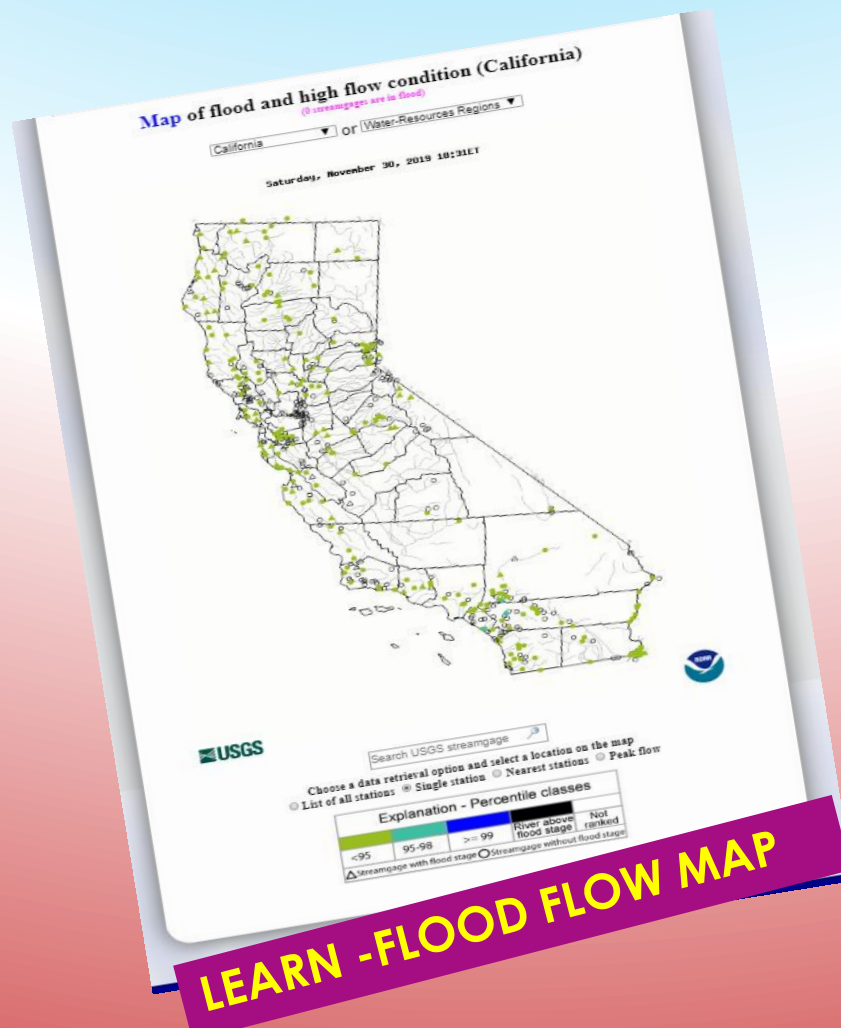 Map of flood and high flow condition (California)
(0 streamgages are in flood)
California or Water-Resources Regions
Saturday, November 30, 2019 18:31ET
NOAA
USGS
Search USGS streamgage
Choose a data retrieval option and select a location on the map
List of all stations Single station Nearest stations Peak flow
Explanation - Percentile classes
<95 95-98 >= 99 River above flood stage Not ranked
Streamgage with flood stage Streamgage without flood stage
LEARN -FLOOD FLOW MAP